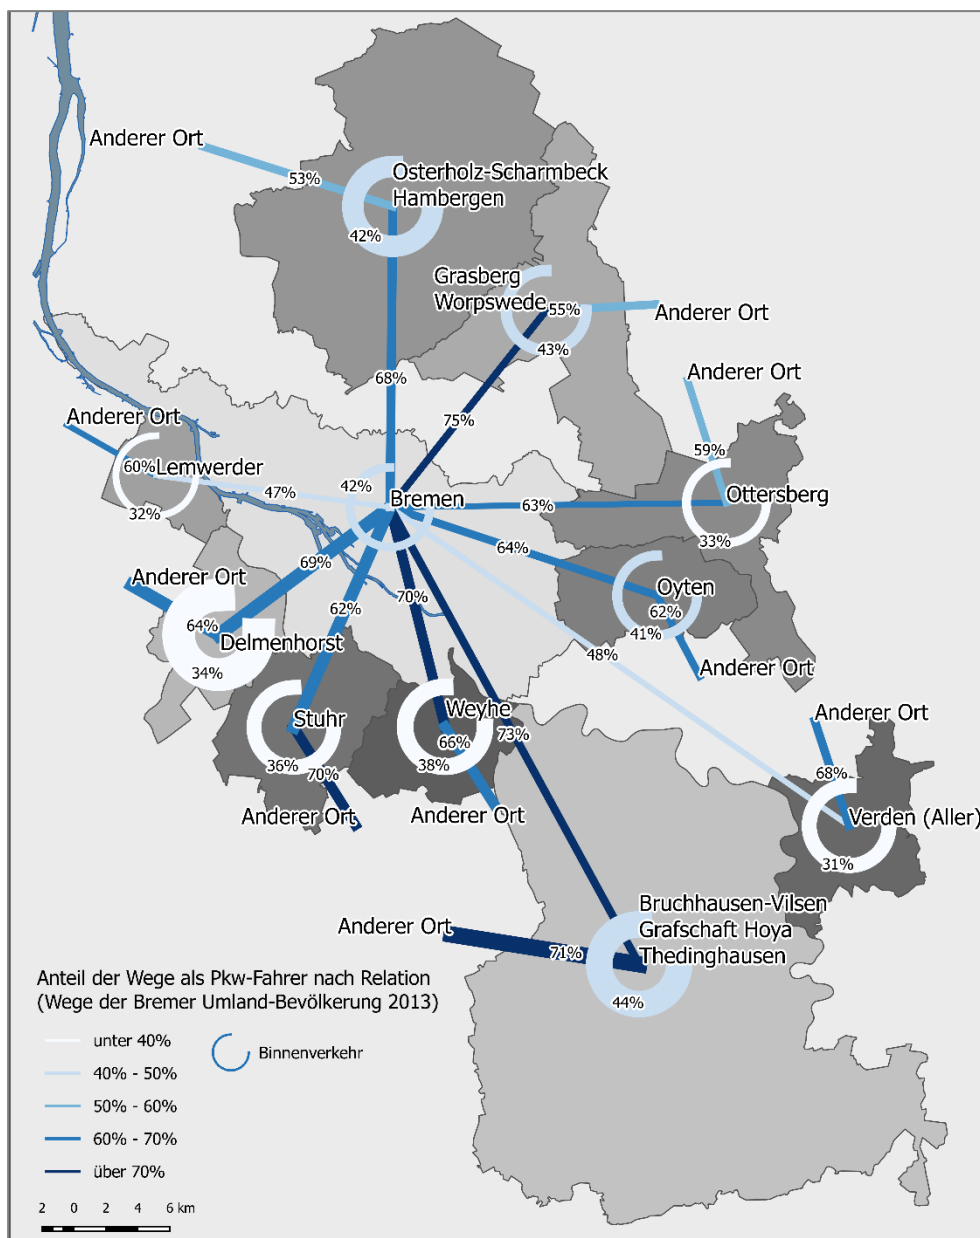 Anderer Ort
53%
Osterholz-Scharmbeck
Hambergen
42%
Grasberg
Worpswede
55%
43%
Anderer Ort
68%
75%
Anderer Ort
59%
Ottersberg
33%
Anderer Ort
60%
Lemwerder
32%
47%
42%
Bremen
63%
64%
Oyten
62%
41%
Anderer Ort
69%
62%
70%
48%
Anderer Ort
64%
Delmenhorst
34%
Stuhr
36%
70%
Anderer Ort
Weyhe
66%
38%
Anderer Ort
73%
Anderer Ort
68%
Verden (Aller)
31%
Anderer Ort
71%
Bruchhausen-Vilsen
Grafschaft Hoya
Thedinghausen
44%
Anteil der Wege als Pkw-Fahrer nach Relation
(Wege der Bremer Umland-Bevölkerung 2013)
unter 40%
40% - 50%
50% - 60%
60% - 70%
über 70%
Binnenverkehr
2 0 2 4 6 km